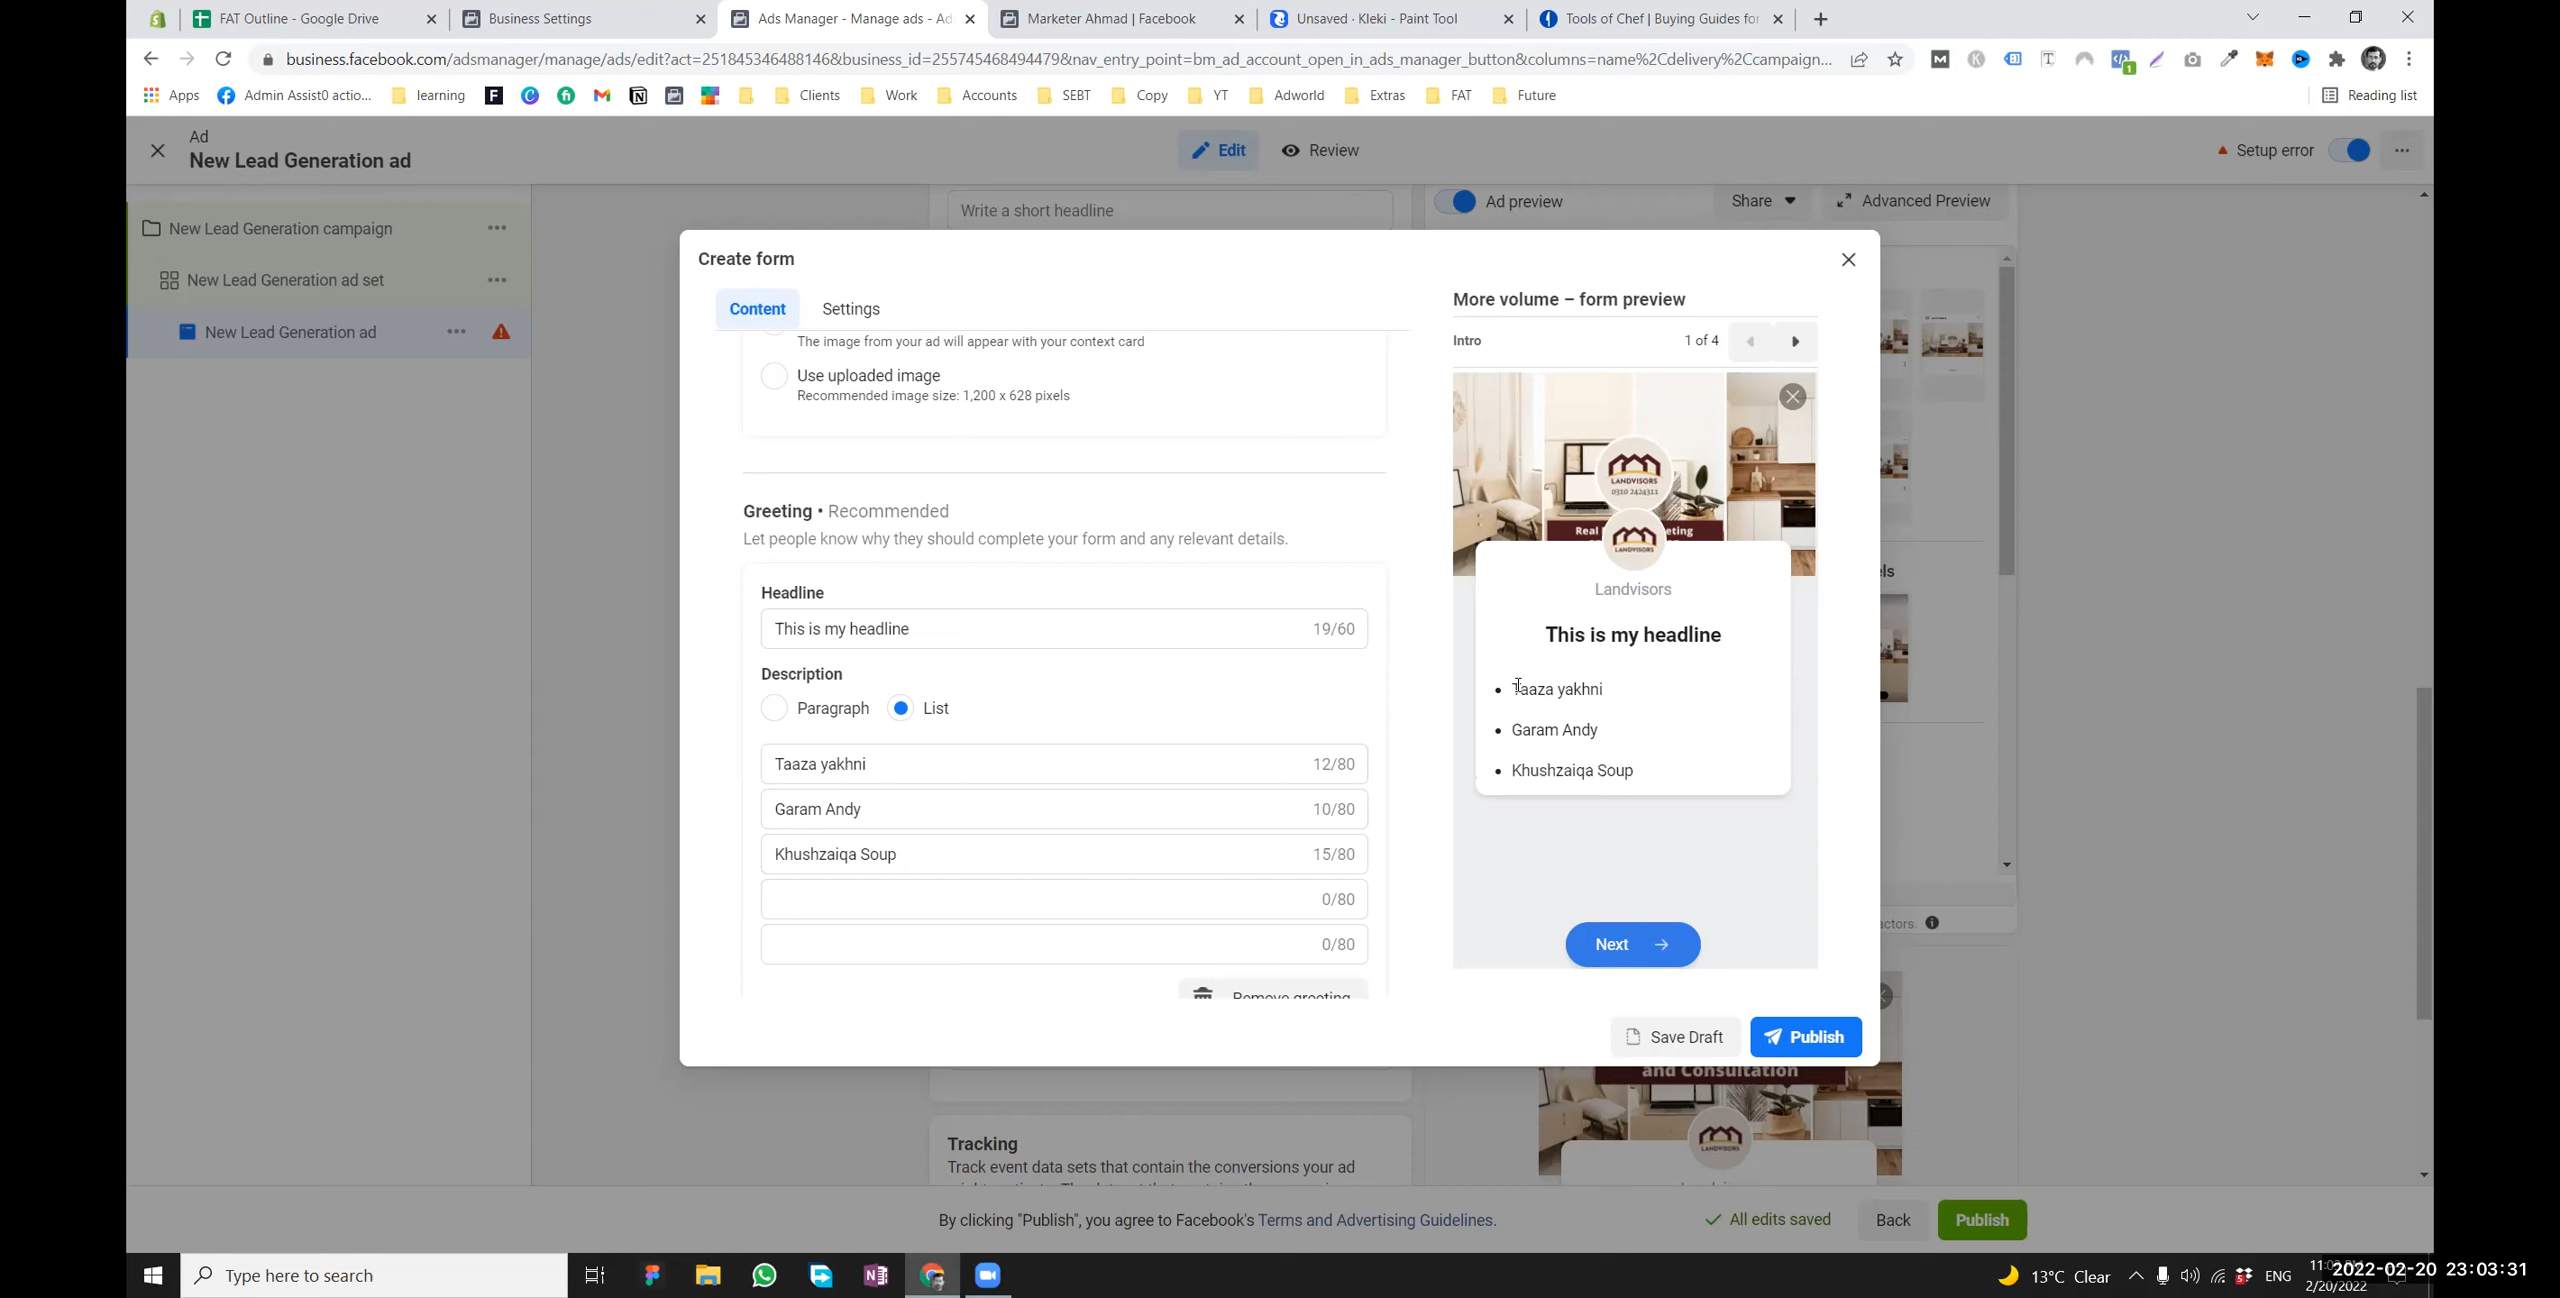 FAT Outline - Google Drive
Business Settings
Ads Manager - Manage ads - Ad
Marketer Ahmad | Facebook
Unsaved · Kleki - Paint Tool
Tools of Chef | Buying Guides for
business.facebook.com/adsmanager/manage/ads/edit?act=251845346488146&business_id=255745468494479&nav_entry_point=bm_ad_account_open_in_ads_manager_button&columns=name%2Cdelivery%2Ccampaign...
Apps
Admin Assist0 actio...
learning
Clients
Work
Accounts
SEBT
Copy
YT
Adworld
Extras
FAT
Future
Reading list
Ad
New Lead Generation ad
Edit
Review
Setup error
New Lead Generation campaign
New Lead Generation ad set
New Lead Generation ad
Write a short headline
Ad preview
Share
Advanced Preview
Create form
Content
Settings
The image from your ad will appear with your context card
Use uploaded image
Recommended image size: 1,200 x 628 pixels
Greeting • Recommended
Let people know why they should complete your form and any relevant details.
Headline
This is my headline 19/60
Description
Paragraph
List
Taaza yakhni 12/80
Garam Andy 10/80
Khushzaiqa Soup 15/80
0/80
0/80
Remove greeting
More volume – form preview
Intro
1 of 4
LANDVISORS
0310 2424311
Real
eting
LANDVISORS
Landvisors
This is my headline
• Taaza yakhni
• Garam Andy
• Khushzaiqa Soup
Next
Save Draft
Publish
els
actors.
and Consultation
LANDVISORS
Tracking
Track event data sets that contain the conversions your ad
By clicking "Publish", you agree to Facebook's Terms and Advertising Guidelines.
All edits saved
Back
Publish
Type here to search
13°C Clear
ENG
2/20/2022
2022-02-20 23:03:31